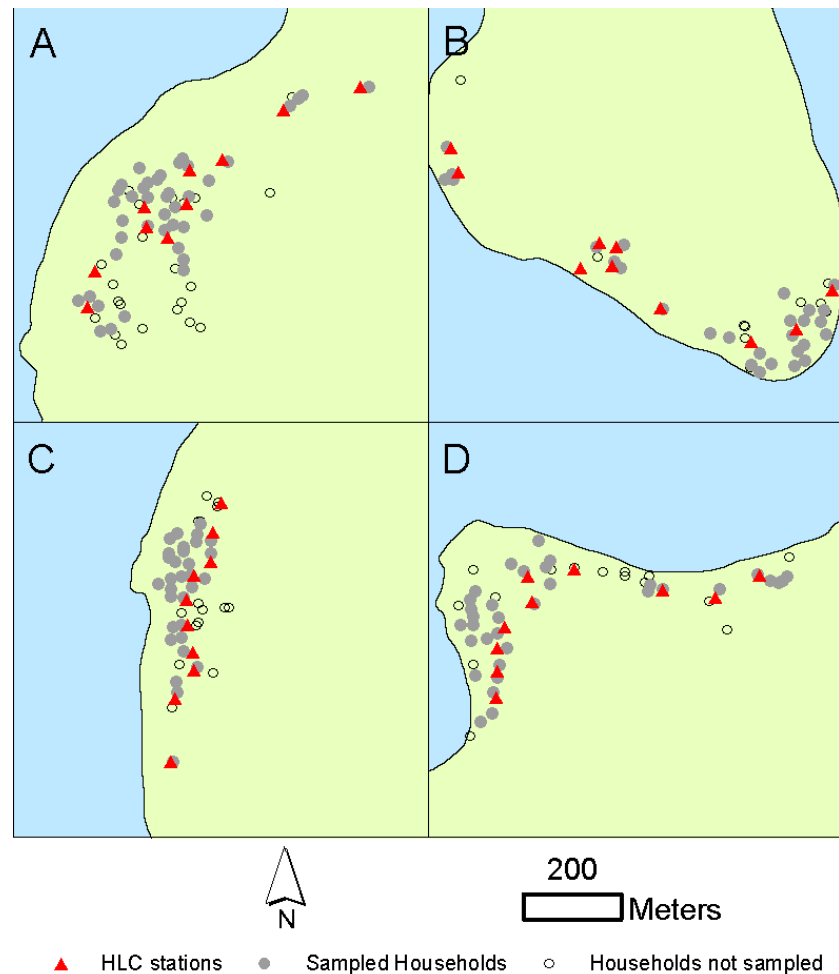 A
B
C
D
N
200
Meters
HLC stations
Sampled Households
Households not sampled